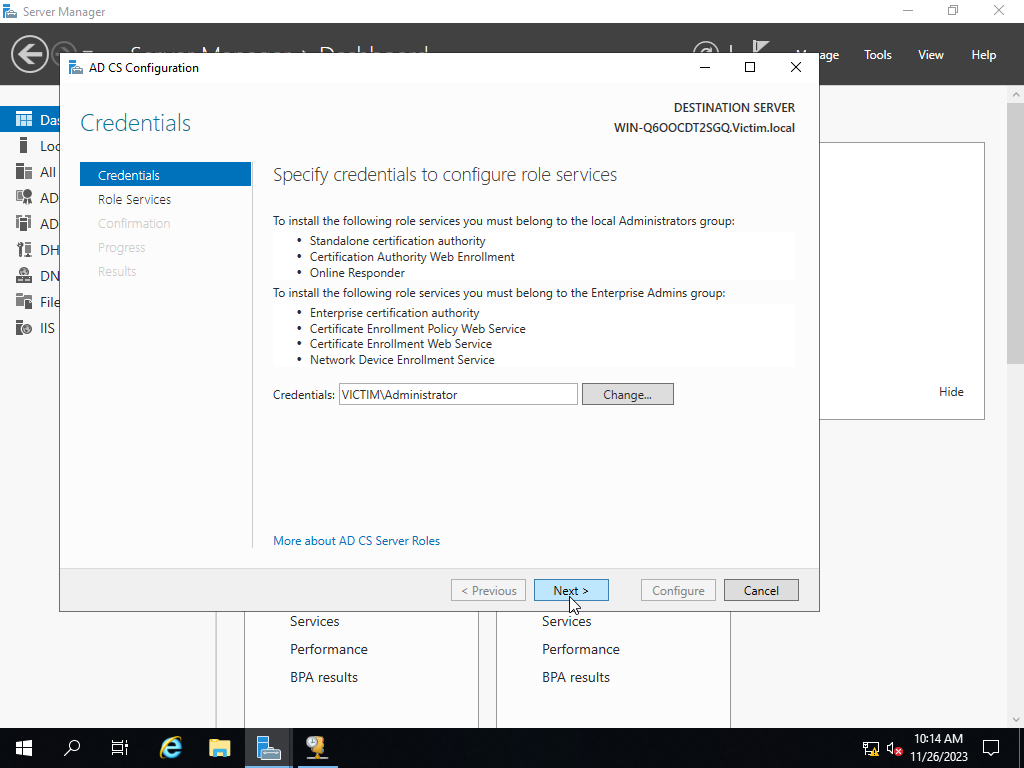 Server Manager
Manage
Tools
View
Help
AD CS Configuration
Credentials
DESTINATION SERVER
WIN-Q6OOCDT2SGQ.Victim.local
Credentials
Role Services
Confirmation
Progress
Results
Specify credentials to configure role services
To install the following role services you must belong to the local Administrators group:
• Standalone certification authority
• Certification Authority Web Enrollment
• Online Responder
To install the following role services you must belong to the Enterprise Admins group:
• Enterprise certification authority
• Certificate Enrollment Policy Web Service
• Certificate Enrollment Web Service
• Network Device Enrollment Service
Credentials: VICTIM\Administrator Change...
More about AD CS Server Roles
< Previous Next > Configure Cancel
Das
Loc
All
AD
AD
DH
DN
File
IIS
Hide
Services
Performance
BPA results
Services
Performance
BPA results
10:14 AM
11/26/2023